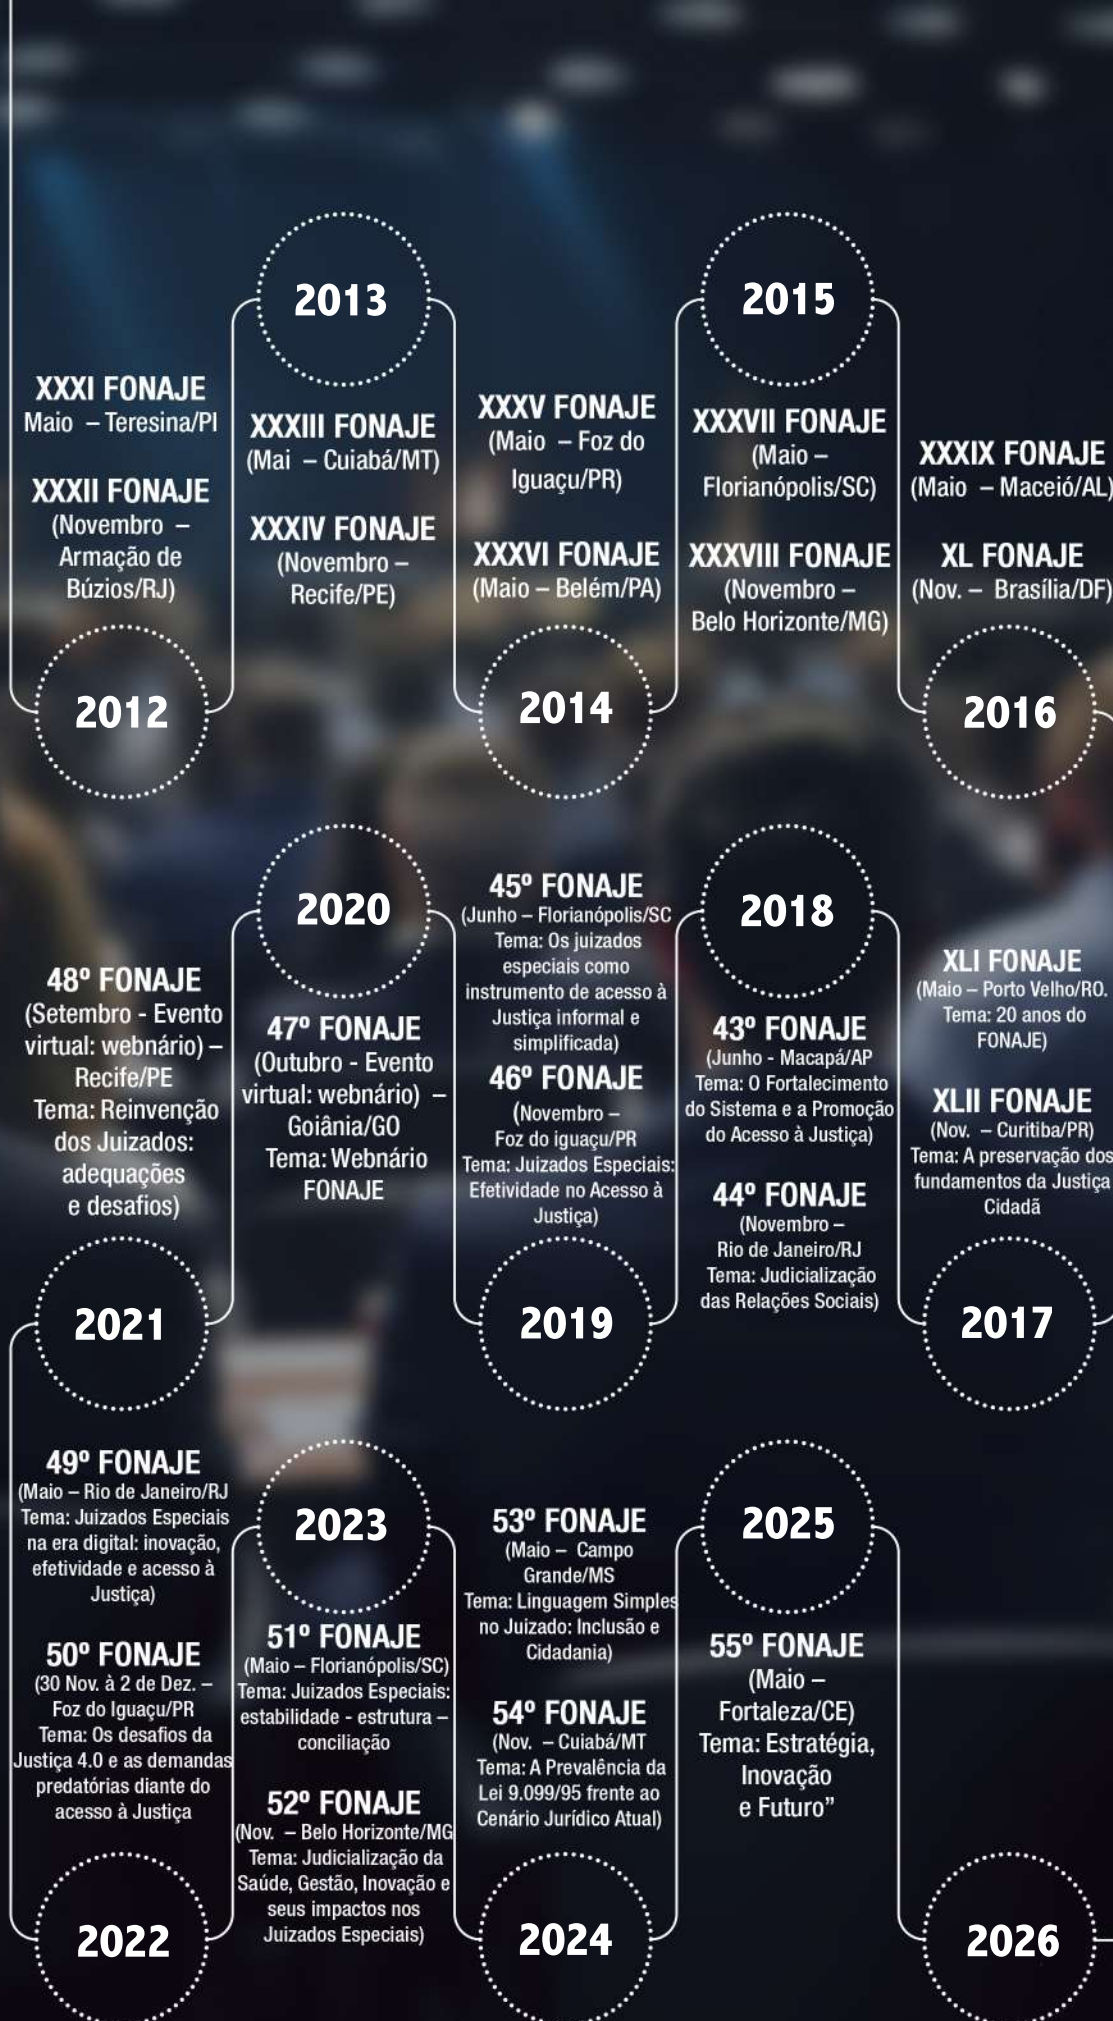 2013
2015
XXXI FONAJE
Maio – Teresina/PI
XXXII FONAJE
(Novembro –
Armação de
Búzios/RJ)
2012
XXXIII FONAJE
(Mai – Cuiabá/MT)
XXXIV FONAJE
(Novembro –
Recife/PE)
XXXV FONAJE
(Maio – Foz do
Iguaçu/PR)
XXXVI FONAJE
(Maio – Belém/PA)
2014
XXXVII FONAJE
(Maio –
Florianópolis/SC)
XXXVIII FONAJE
(Novembro –
Belo Horizonte/MG)
XXXIX FONAJE
(Maio – Maceió/AL)
XL FONAJE
(Nov. – Brasília/DF)
2016
XLI FONAJE
(Maio – Porto Velho/RO.
Tema: 20 anos do
FONAJE)
XLII FONAJE
(Nov. – Curitiba/PR)
Tema: A preservação dos
fundamentos da Justiça
Cidadã
2017
2018
43º FONAJE
(Junho - Macapá/AP
Tema: O Fortalecimento
do Sistema e a Promoção
do Acesso à Justiça)
44º FONAJE
(Novembro –
Rio de Janeiro/RJ
Tema: Judicialização
das Relações Sociais)
45º FONAJE
(Junho – Florianópolis/SC
Tema: Os juizados
especiais como
instrumento de acesso à
Justiça informal e
simplificada)
46º FONAJE
(Novembro –
Foz do iguaçu/PR
Tema: Juizados Especiais:
Efetividade no Acesso à
Justiça)
2019
2020
47º FONAJE
(Outubro - Evento
virtual: webnário) –
Goiânia/GO
Tema: Webnário
FONAJE
48º FONAJE
(Setembro - Evento
virtual: webnário) –
Recife/PE
Tema: Reinvenção
dos Juizados:
adequações
e desafios)
2021
49º FONAJE
(Maio – Rio de Janeiro/RJ
Tema: Juizados Especiais
na era digital: inovação,
efetividade e acesso à
Justiça)
50º FONAJE
(30 Nov. à 2 de Dez. –
Foz do Iguaçu/PR
Tema: Os desafios da
Justiça 4.0 e as demandas
predatórias diante do
acesso à Justiça
2022
2023
51º FONAJE
(Maio – Florianópolis/SC)
Tema: Juizados Especiais:
estabilidade - estrutura –
conciliação
52º FONAJE
(Nov. – Belo Horizonte/MG
Tema: Judicialização da
Saúde, Gestão, Inovação e
seus impactos nos
Juizados Especiais)
53º FONAJE
(Maio – Campo
Grande/MS
Tema: Linguagem Simples
no Juizado: Inclusão e
Cidadania)
54º FONAJE
(Nov. – Cuiabá/MT
Tema: A Prevalência da
Lei 9.099/95 frente ao
Cenário Jurídico Atual)
2024
2025
55º FONAJE
(Maio –
Fortaleza/CE)
Tema: Estratégia,
Inovação
e Futuro”
2026